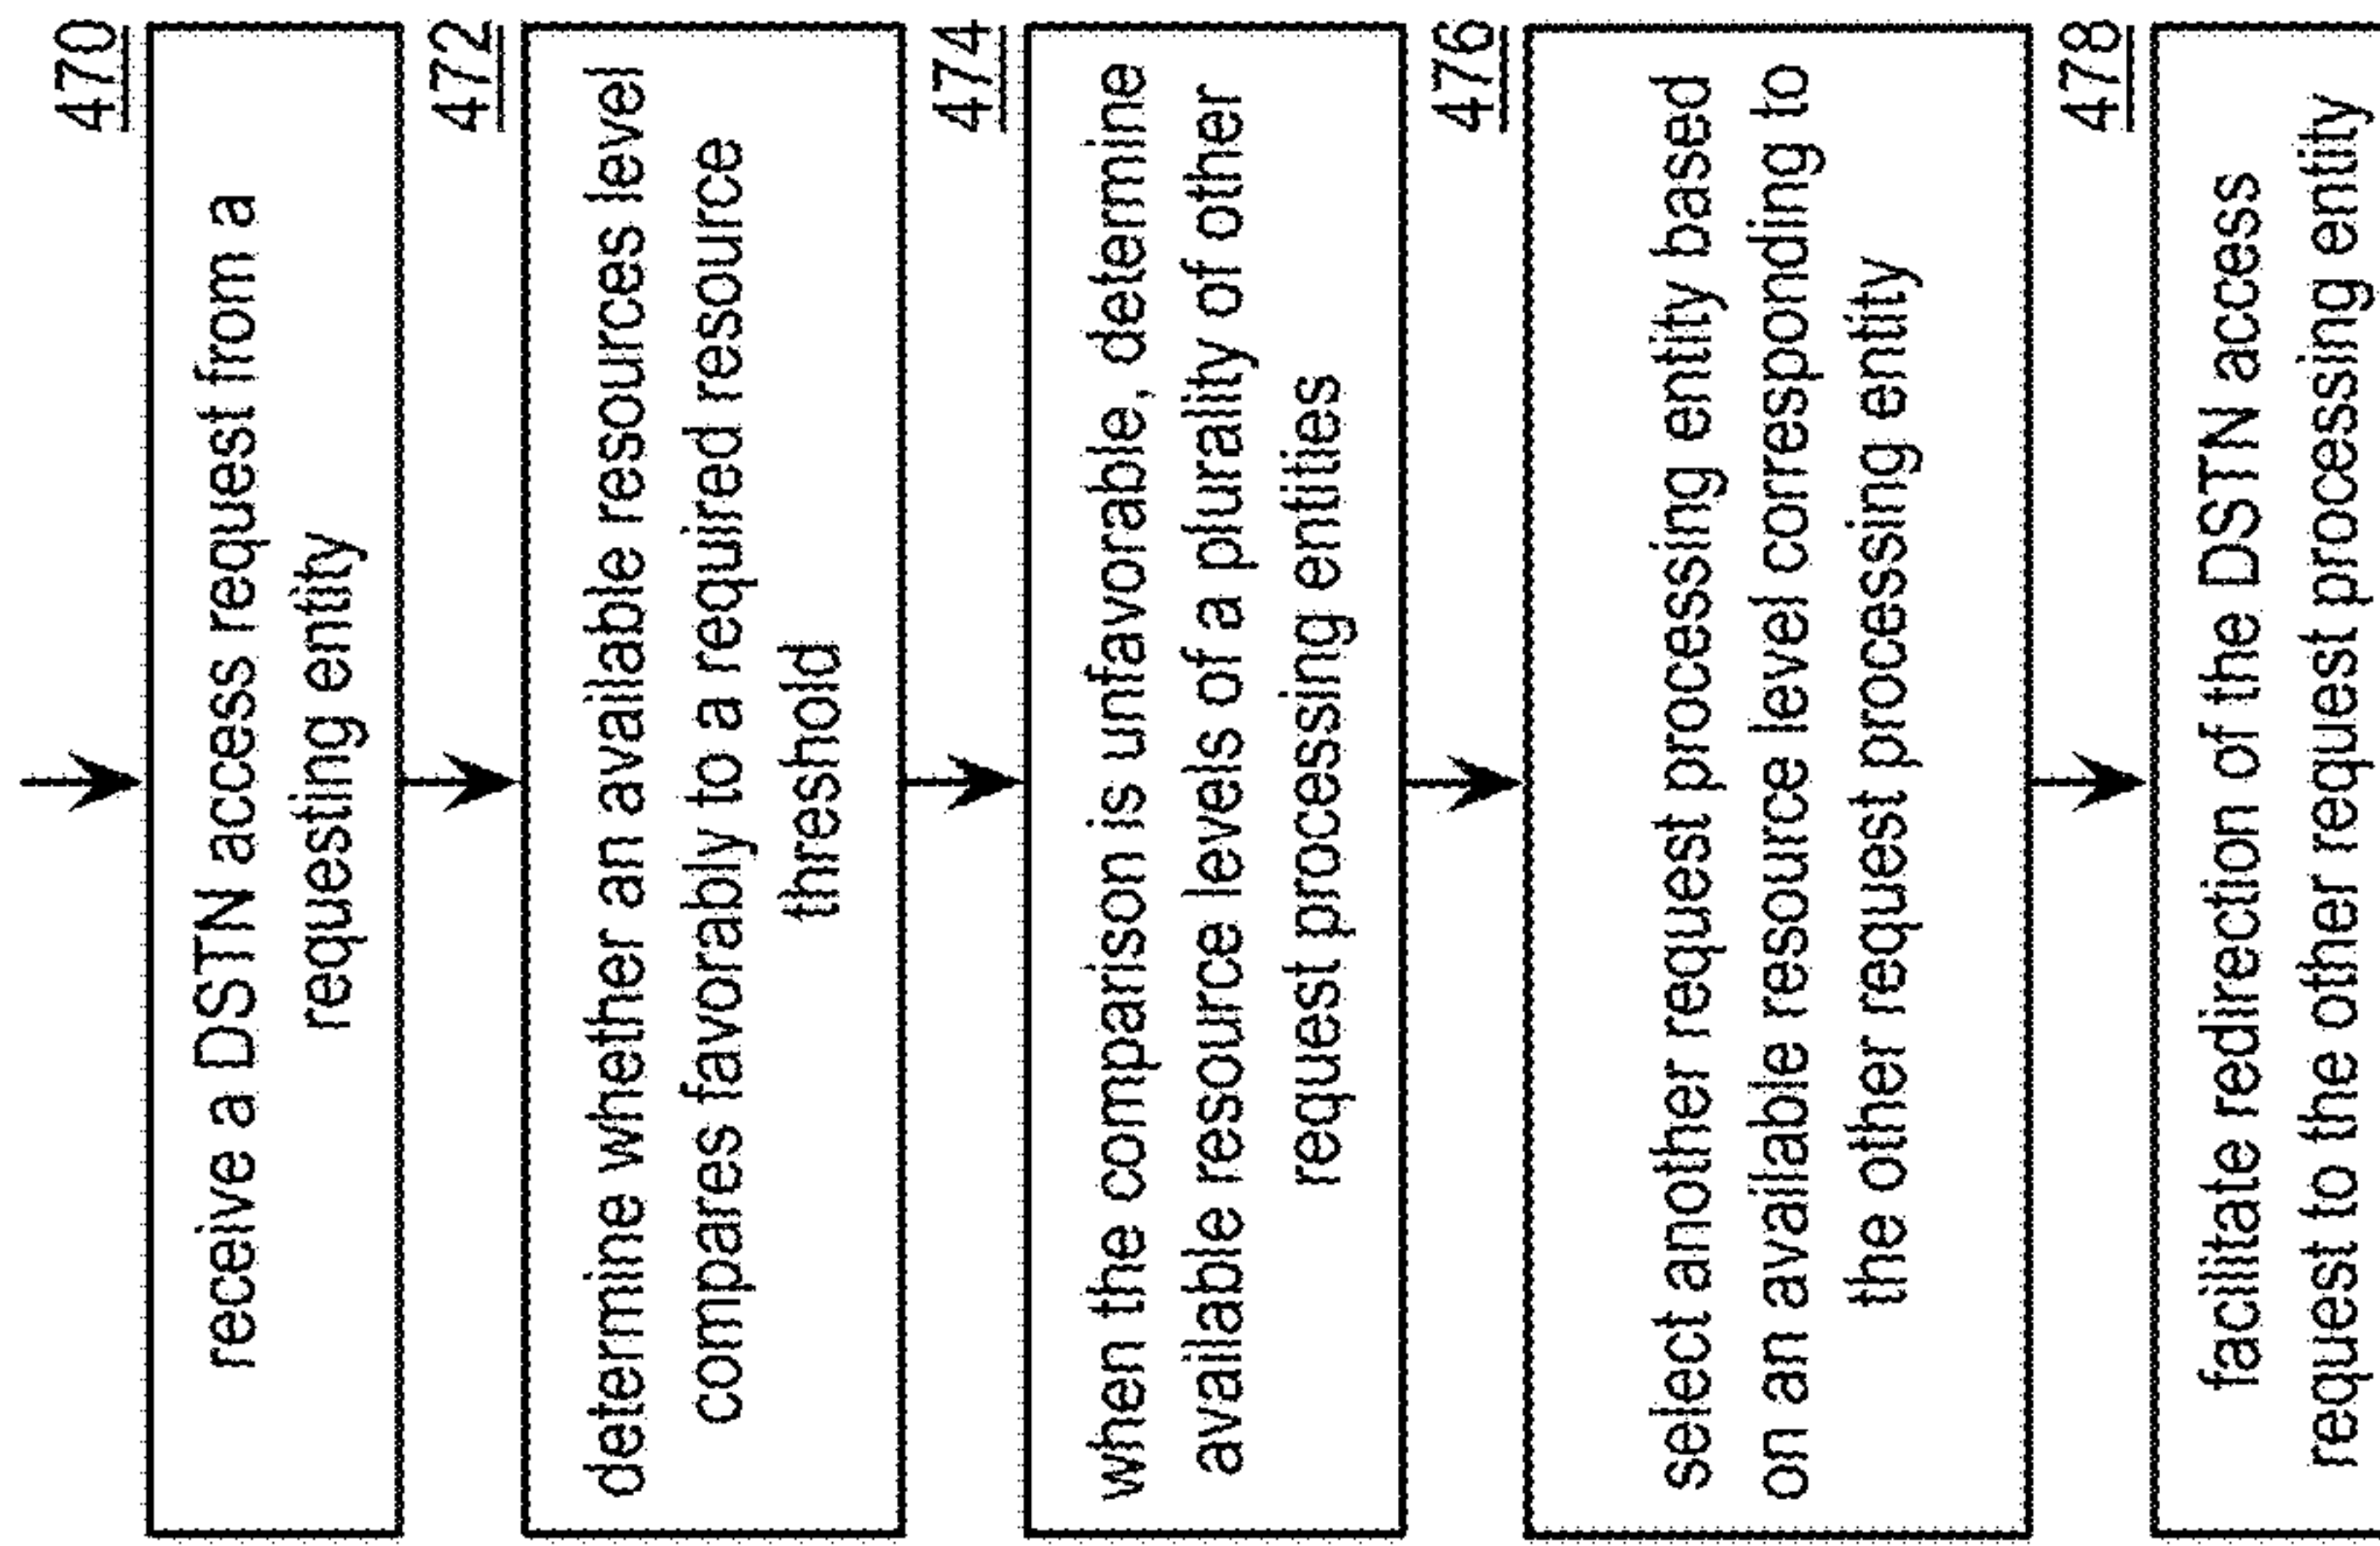 470
receive a DSTN access request from a
requesting entity
472
determine whether an available resources level
compares favorably to a required resource
threshold
474
when the comparison is unfavorable, determine
available resource levels of a plurality of other
request processing entities
476
select another request processing entity based
on an available resource level corresponding to
the other request processing entity
478
facilitate redirection of the DSTN access
request to the other request processing entity